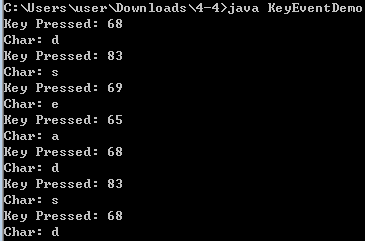 C:\Users\user\Downloads\4-4>java KeyEventDemo
Key Pressed: 68
Char: d
Key Pressed: 83
Char: s
Key Pressed: 69
Char: e
Key Pressed: 65
Char: a
Key Pressed: 68
Char: d
Key Pressed: 83
Char: s
Key Pressed: 68
Char: d